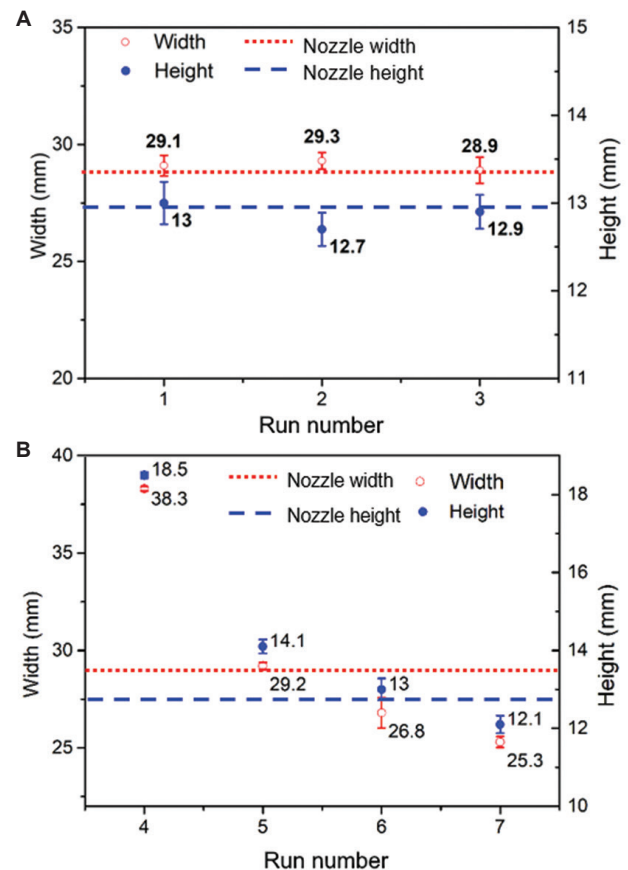 A
35
30
25
20
Width (mm)
15
14
13
12
11
Height (mm)
Width
Height
Nozzle width
Nozzle height
29.1
29.3
28.9
13
12.7
12.9
1
2
3
Run number
B
40
35
30
25
Width (mm)
18
16
14
12
10
Height (mm)
Nozzle width
Nozzle height
Width
Height
18.5
38.3
14.1
29.2
13
26.8
12.1
25.3
4
5
6
7
Run number